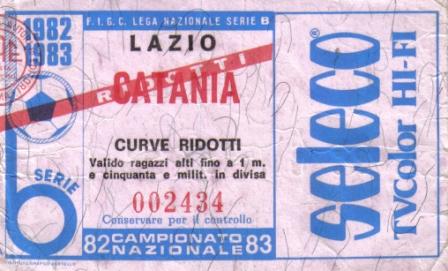 1982
1983
F.I.G.C. LEGA NAZIONALE SERIE B
LAZIO
RIDOTTI
CATANIA
CURVE RIDOTTI
Valido ragazzi alti fino a 1 m.
e cinquanta e milit. in divisa
002434
Conservare per il controllo
SERIE
b
82 CAMPIONATO 83
NAZIONALE
seleco
TVcolor HI-FI